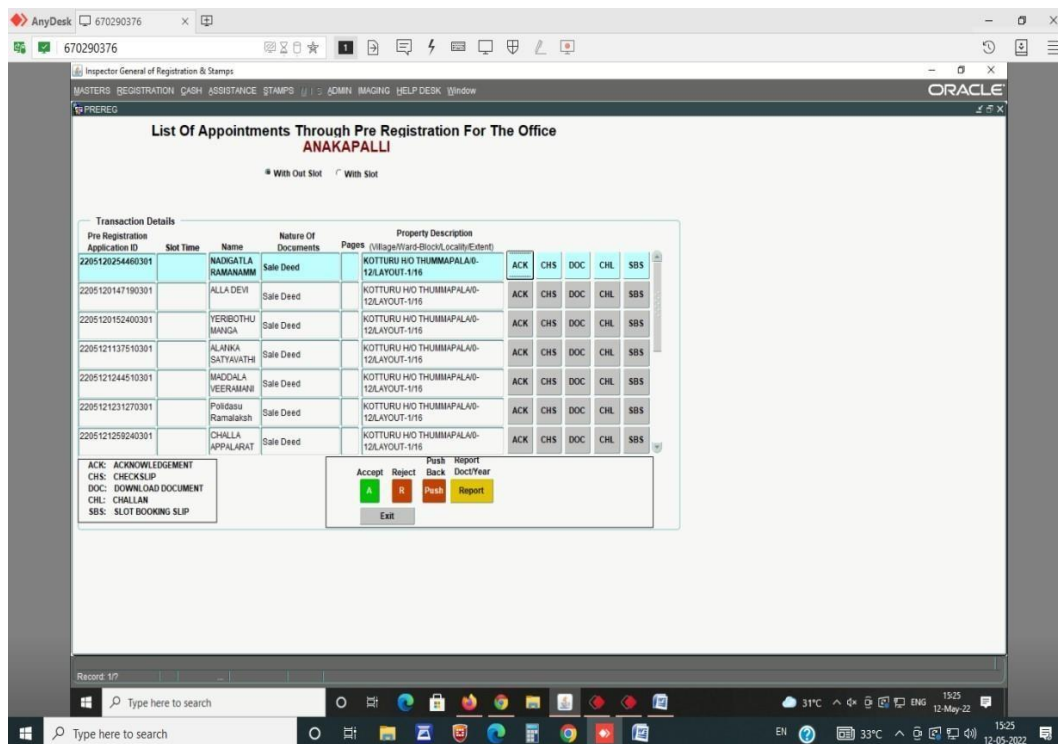 AnyDesk 670290376
670290376
1
Inspector General of Registration & Stamps
MASTERS REGISTRATION CASH ASSISTANCE STAMPS M I S ADMIN IMAGING HELP DESK Window
ORACLE
PREREG
List Of Appointments Through Pre Registration For The Office
ANAKAPALLI
With Out Slot With Slot
Transaction Details
Pre Registration Application ID Slot Time Name Nature Of Documents Pages Property Description (Village/Ward-Block/Locality/Extent)
2205120254460301 NADIGATLA Sale Deed KOTTURU H/O THUMMAPALA/0- ACK CHS DOC CHL SBS
RAMANAMM 12/LAYOUT-1/16
2205120147190301 ALLA DEVI Sale Deed KOTTURU H/O THUMMAPALA/0- ACK CHS DOC CHL SBS
12/LAYOUT-1/16
2205120152400301 YERIBOTHU Sale Deed KOTTURU H/O THUMMAPALA/0- ACK CHS DOC CHL SBS
MANGA 12/LAYOUT-1/16
2205121137510301 ALANKA Sale Deed KOTTURU H/O THUMMAPALA/0- ACK CHS DOC CHL SBS
SATYAVATHI 12/LAYOUT-1/16
2205121244510301 MADDALA Sale Deed KOTTURU H/O THUMMAPALA/0- ACK CHS DOC CHL SBS
VEERAMANI 12/LAYOUT-1/16
2205121231270301 Polidasu Sale Deed KOTTURU H/O THUMMAPALA/0- ACK CHS DOC CHL SBS
Ramalaksh 12/LAYOUT-1/16
2205121259240301 CHALLA Sale Deed KOTTURU H/O THUMMAPALA/0- ACK CHS DOC CHL SBS
APPALARAT 12/LAYOUT-1/16
ACK: ACKNOWLEDGEMENT
CHS: CHECKSLIP
DOC: DOWNLOAD DOCUMENT
CHL: CHALLAN
SBS: SLOT BOOKING SLIP
Accept Reject Push Back Report Doct/Year
A R Push Report
Exit
Record: 1/7 ...
Type here to search 31°C ENG 15:25
12-May-22
Type here to search EN 33°C 15:25
12-05-2022